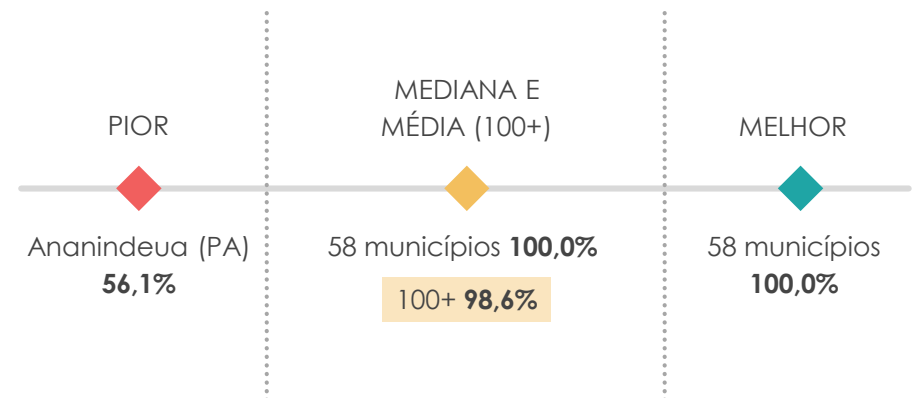 PIOR
Ananindeua (PA)
56,1%
MEDIANA E
MÉDIA (100+)
58 municípios 100,0%
100+ 98,6%
MELHOR
58 municípios
100,0%